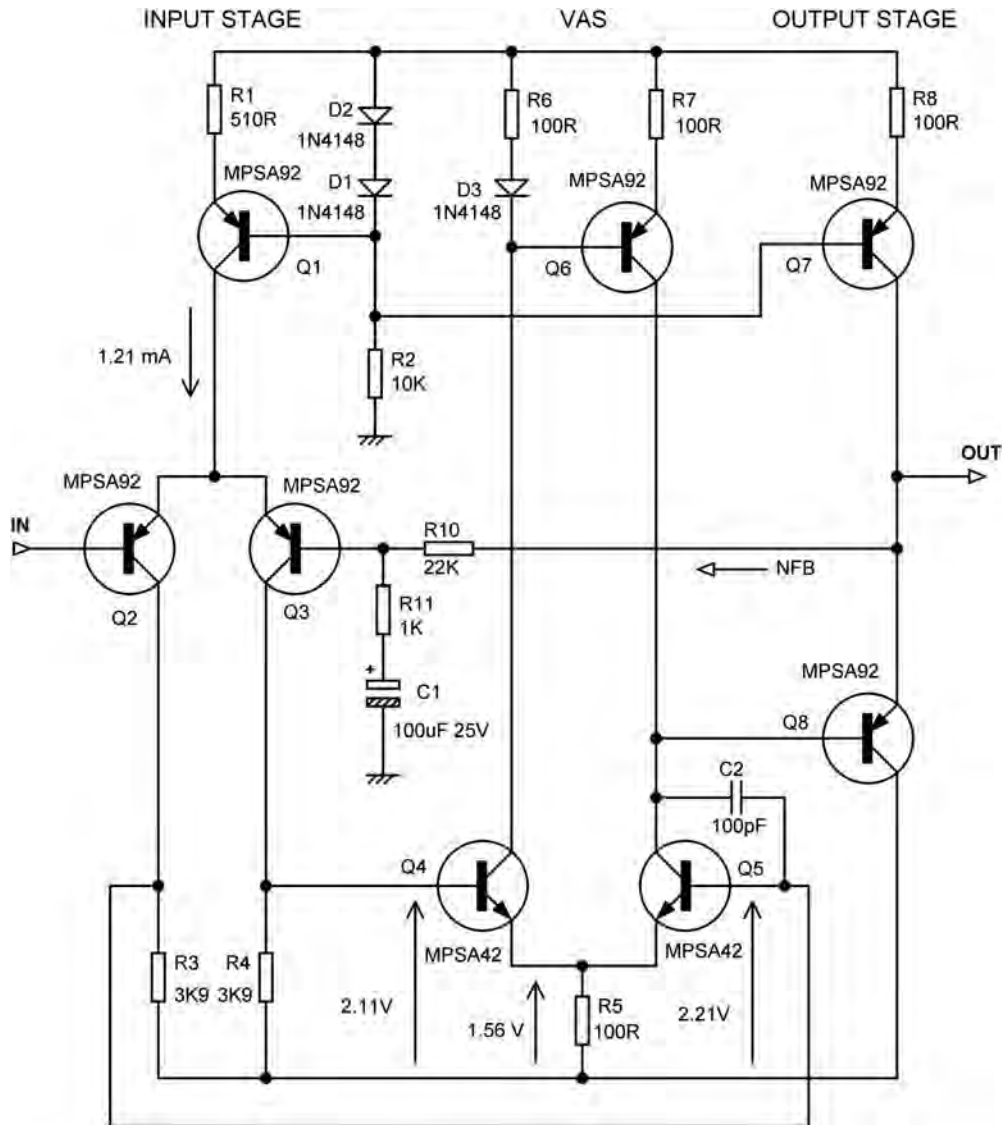 INPUT STAGE
VAS
OUTPUT STAGE
R1
510R
D2
1N4148
R6
100R
R7
100R
R8
100R
MPSA92
D1
1N4148
D3
1N4148
MPSA92
MPSA92
Q1
Q6
Q7
1.21 mA
R2
10K
OUT
MPSA92
MPSA92
IN
R10
22K
NFB
Q2
Q3
R11
1K
+
C1
100uF 25V
MPSA92
Q8
C2
100pF
Q4
Q5
MPSA42
MPSA42
R3
3K9
R4
3K9
2.11V
1.56 V
R5
100R
2.21V